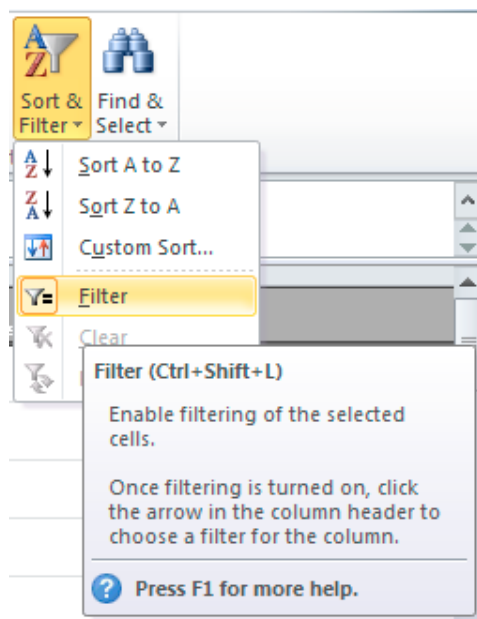 Sort & Find &
Filter Select
Sort A to Z
Sort Z to A
Custom Sort...
Filter
Clear
Filter (Ctrl+Shift+L)
Enable filtering of the selected
cells.
Once filtering is turned on, click
the arrow in the column header to
choose a filter for the column.
Press F1 for more help.